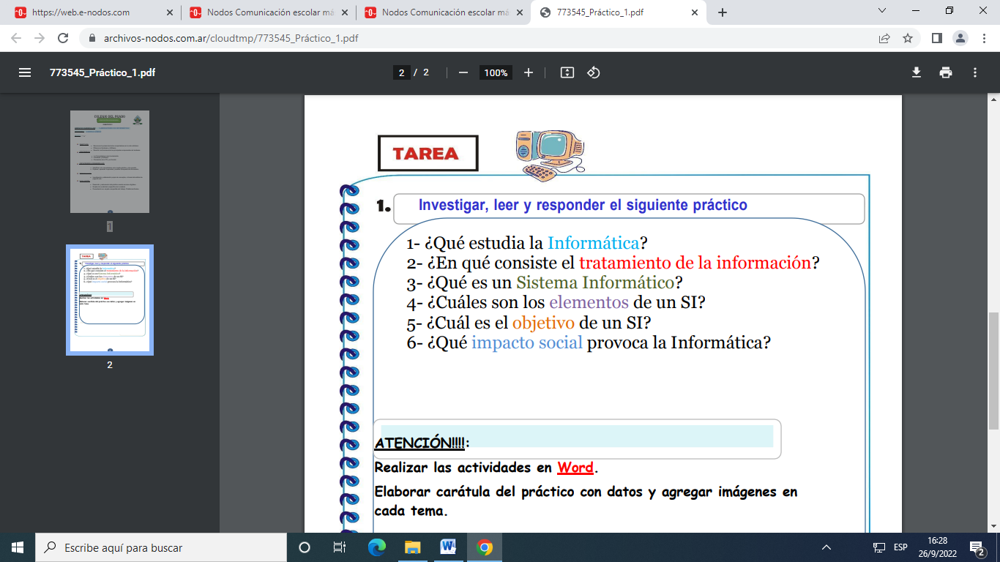 https://web.e-nodos.com
Nodos Comunicación escolar má
Nodos Comunicación escolar má
773545_Práctico_1.pdf
archivos-nodos.com.ar/cloudtmp/773545_Práctico_1.pdf
773545_Práctico_1.pdf
2 / 2
100%
COLEGIO DEL PRADO
1
2
TAREA
1. Investigar, leer y responder el siguiente práctico
1- ¿Qué estudia la Informática?
2- ¿En qué consiste el tratamiento de la información?
3- ¿Qué es un Sistema Informático?
4- ¿Cuáles son los elementos de un SI?
5- ¿Cuál es el objetivo de un SI?
6- ¿Qué impacto social provoca la Informática?
ATENCIÓN!!!!:
Realizar las actividades en Word.
Elaborar carátula del práctico con datos y agregar imágenes en
cada tema.
Escribe aquí para buscar
ESP
16:28
26/9/2022
2